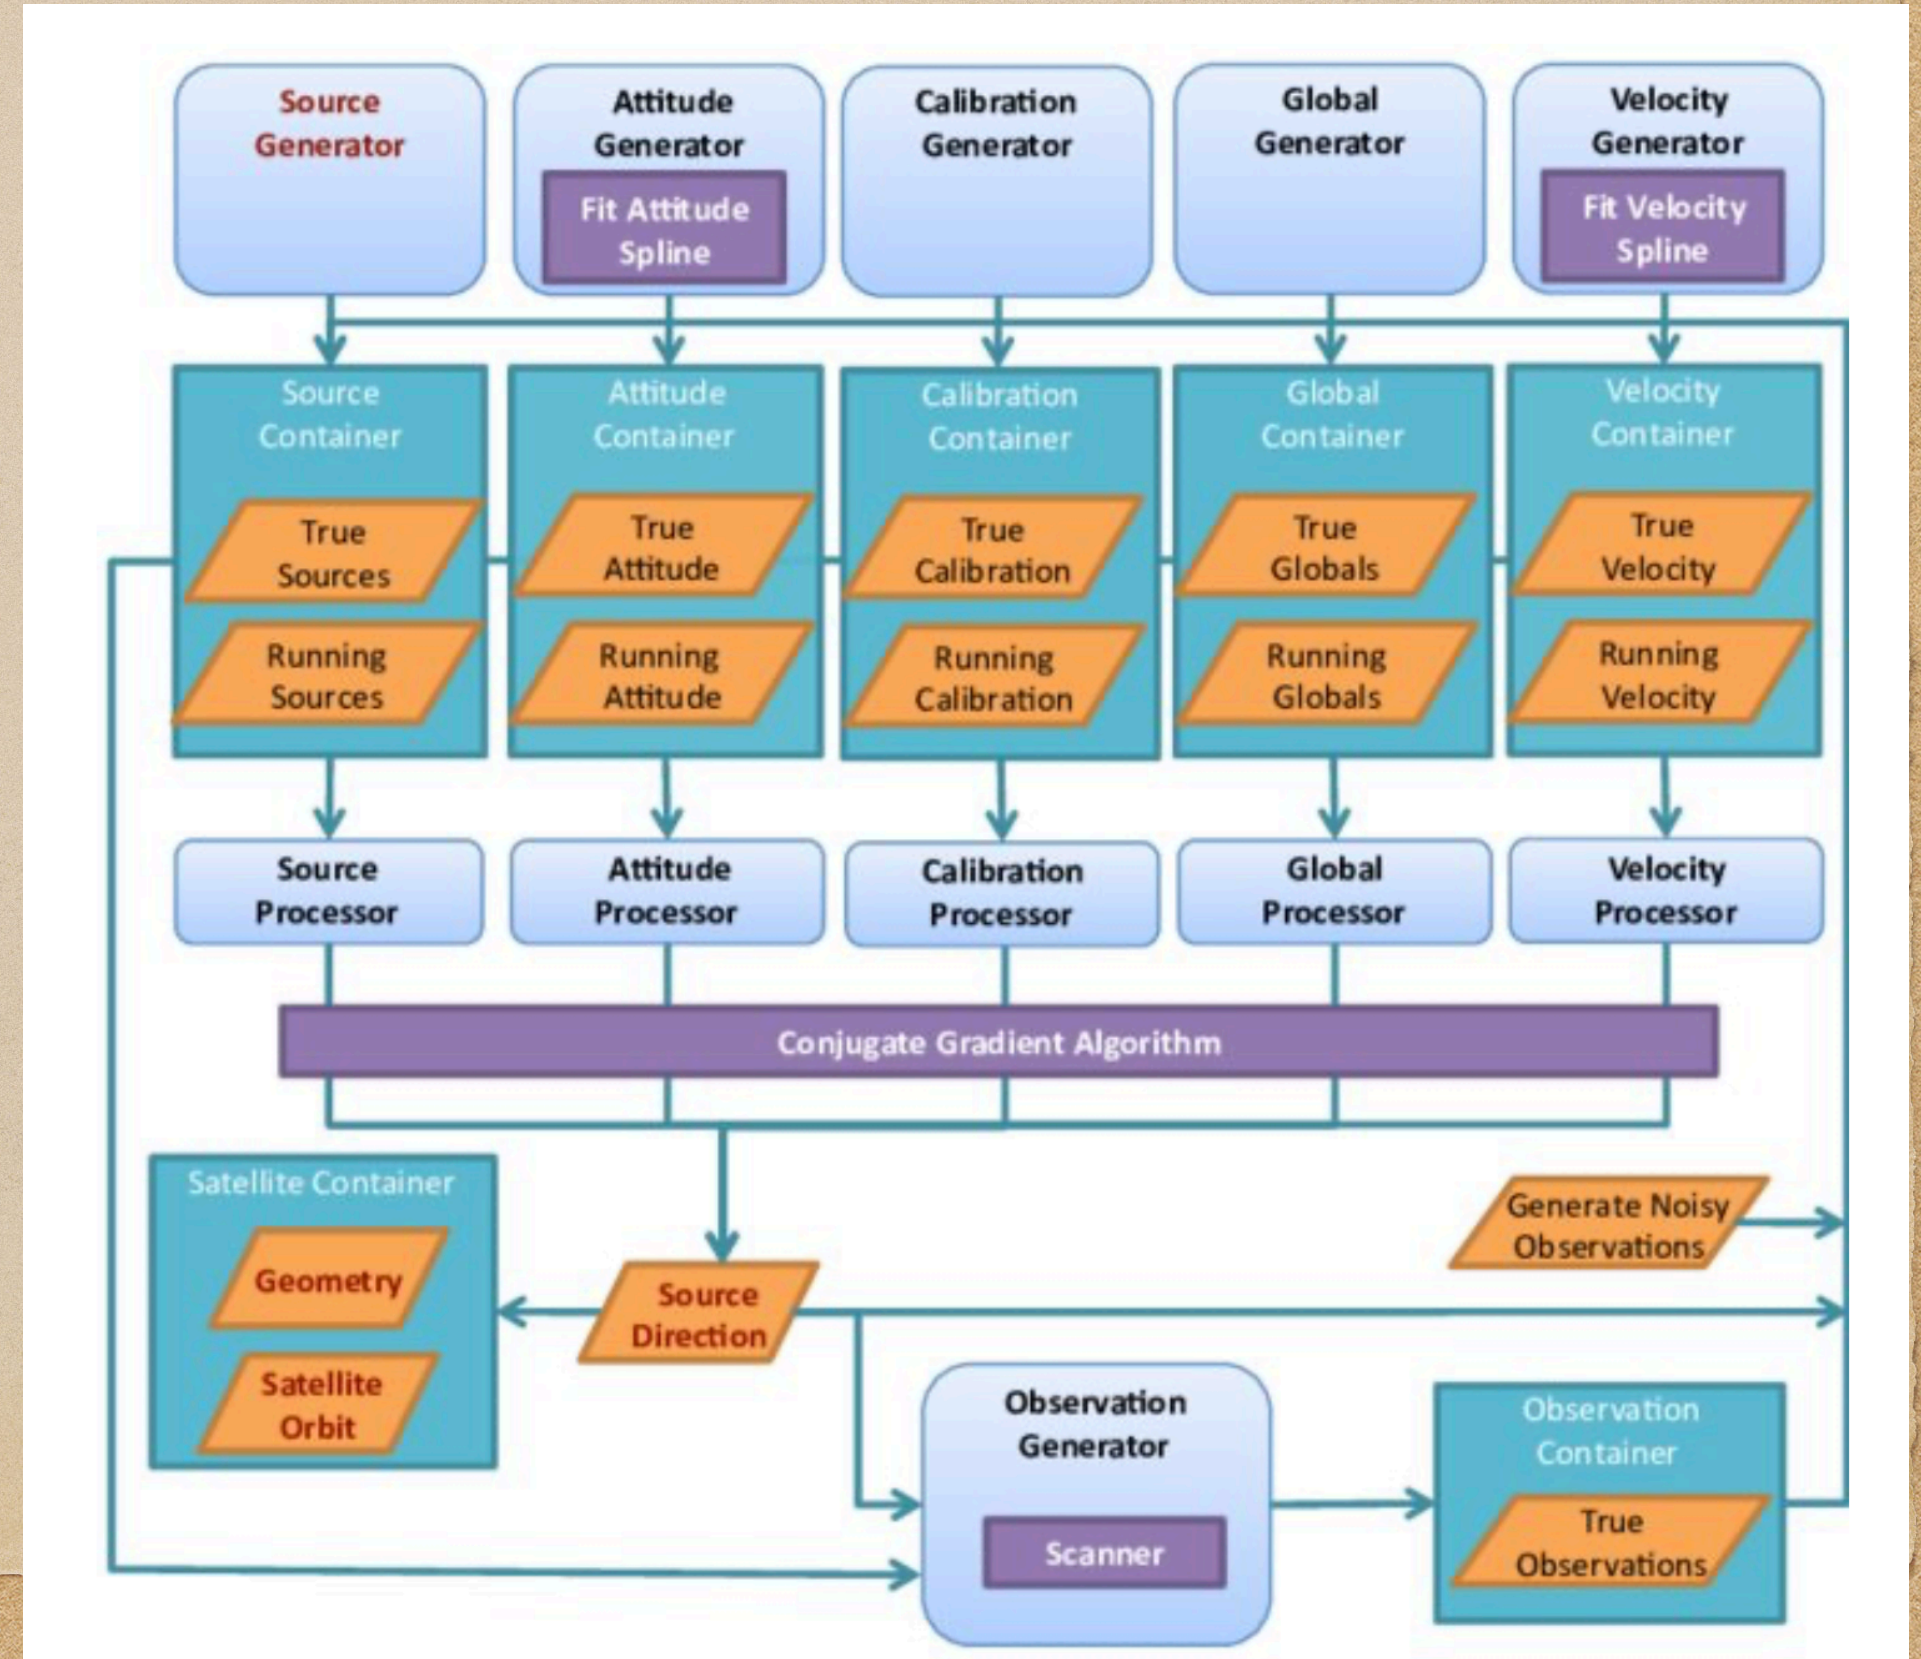 Source
Generator
Attitude
Generator
Fit Attitude
Spline
Calibration
Generator
Global
Generator
Velocity
Generator
Fit Velocity
Spline
Source
Container
True
Sources
Running
Sources
Attitude
Container
True
Attitude
Running
Attitude
Calibration
Container
True
Calibration
Running
Calibration
Global
Container
True
Globals
Running
Globals
Velocity
Container
True
Velocity
Running
Velocity
Source
Processor
Attitude
Processor
Calibration
Processor
Global
Processor
Velocity
Processor
Conjugate Gradient Algorithm
Satellite Container
Geometry
Satellite
Orbit
Source
Direction
Generate Noisy
Observations
Observation
Generator
Scanner
Observation
Container
True
Observations